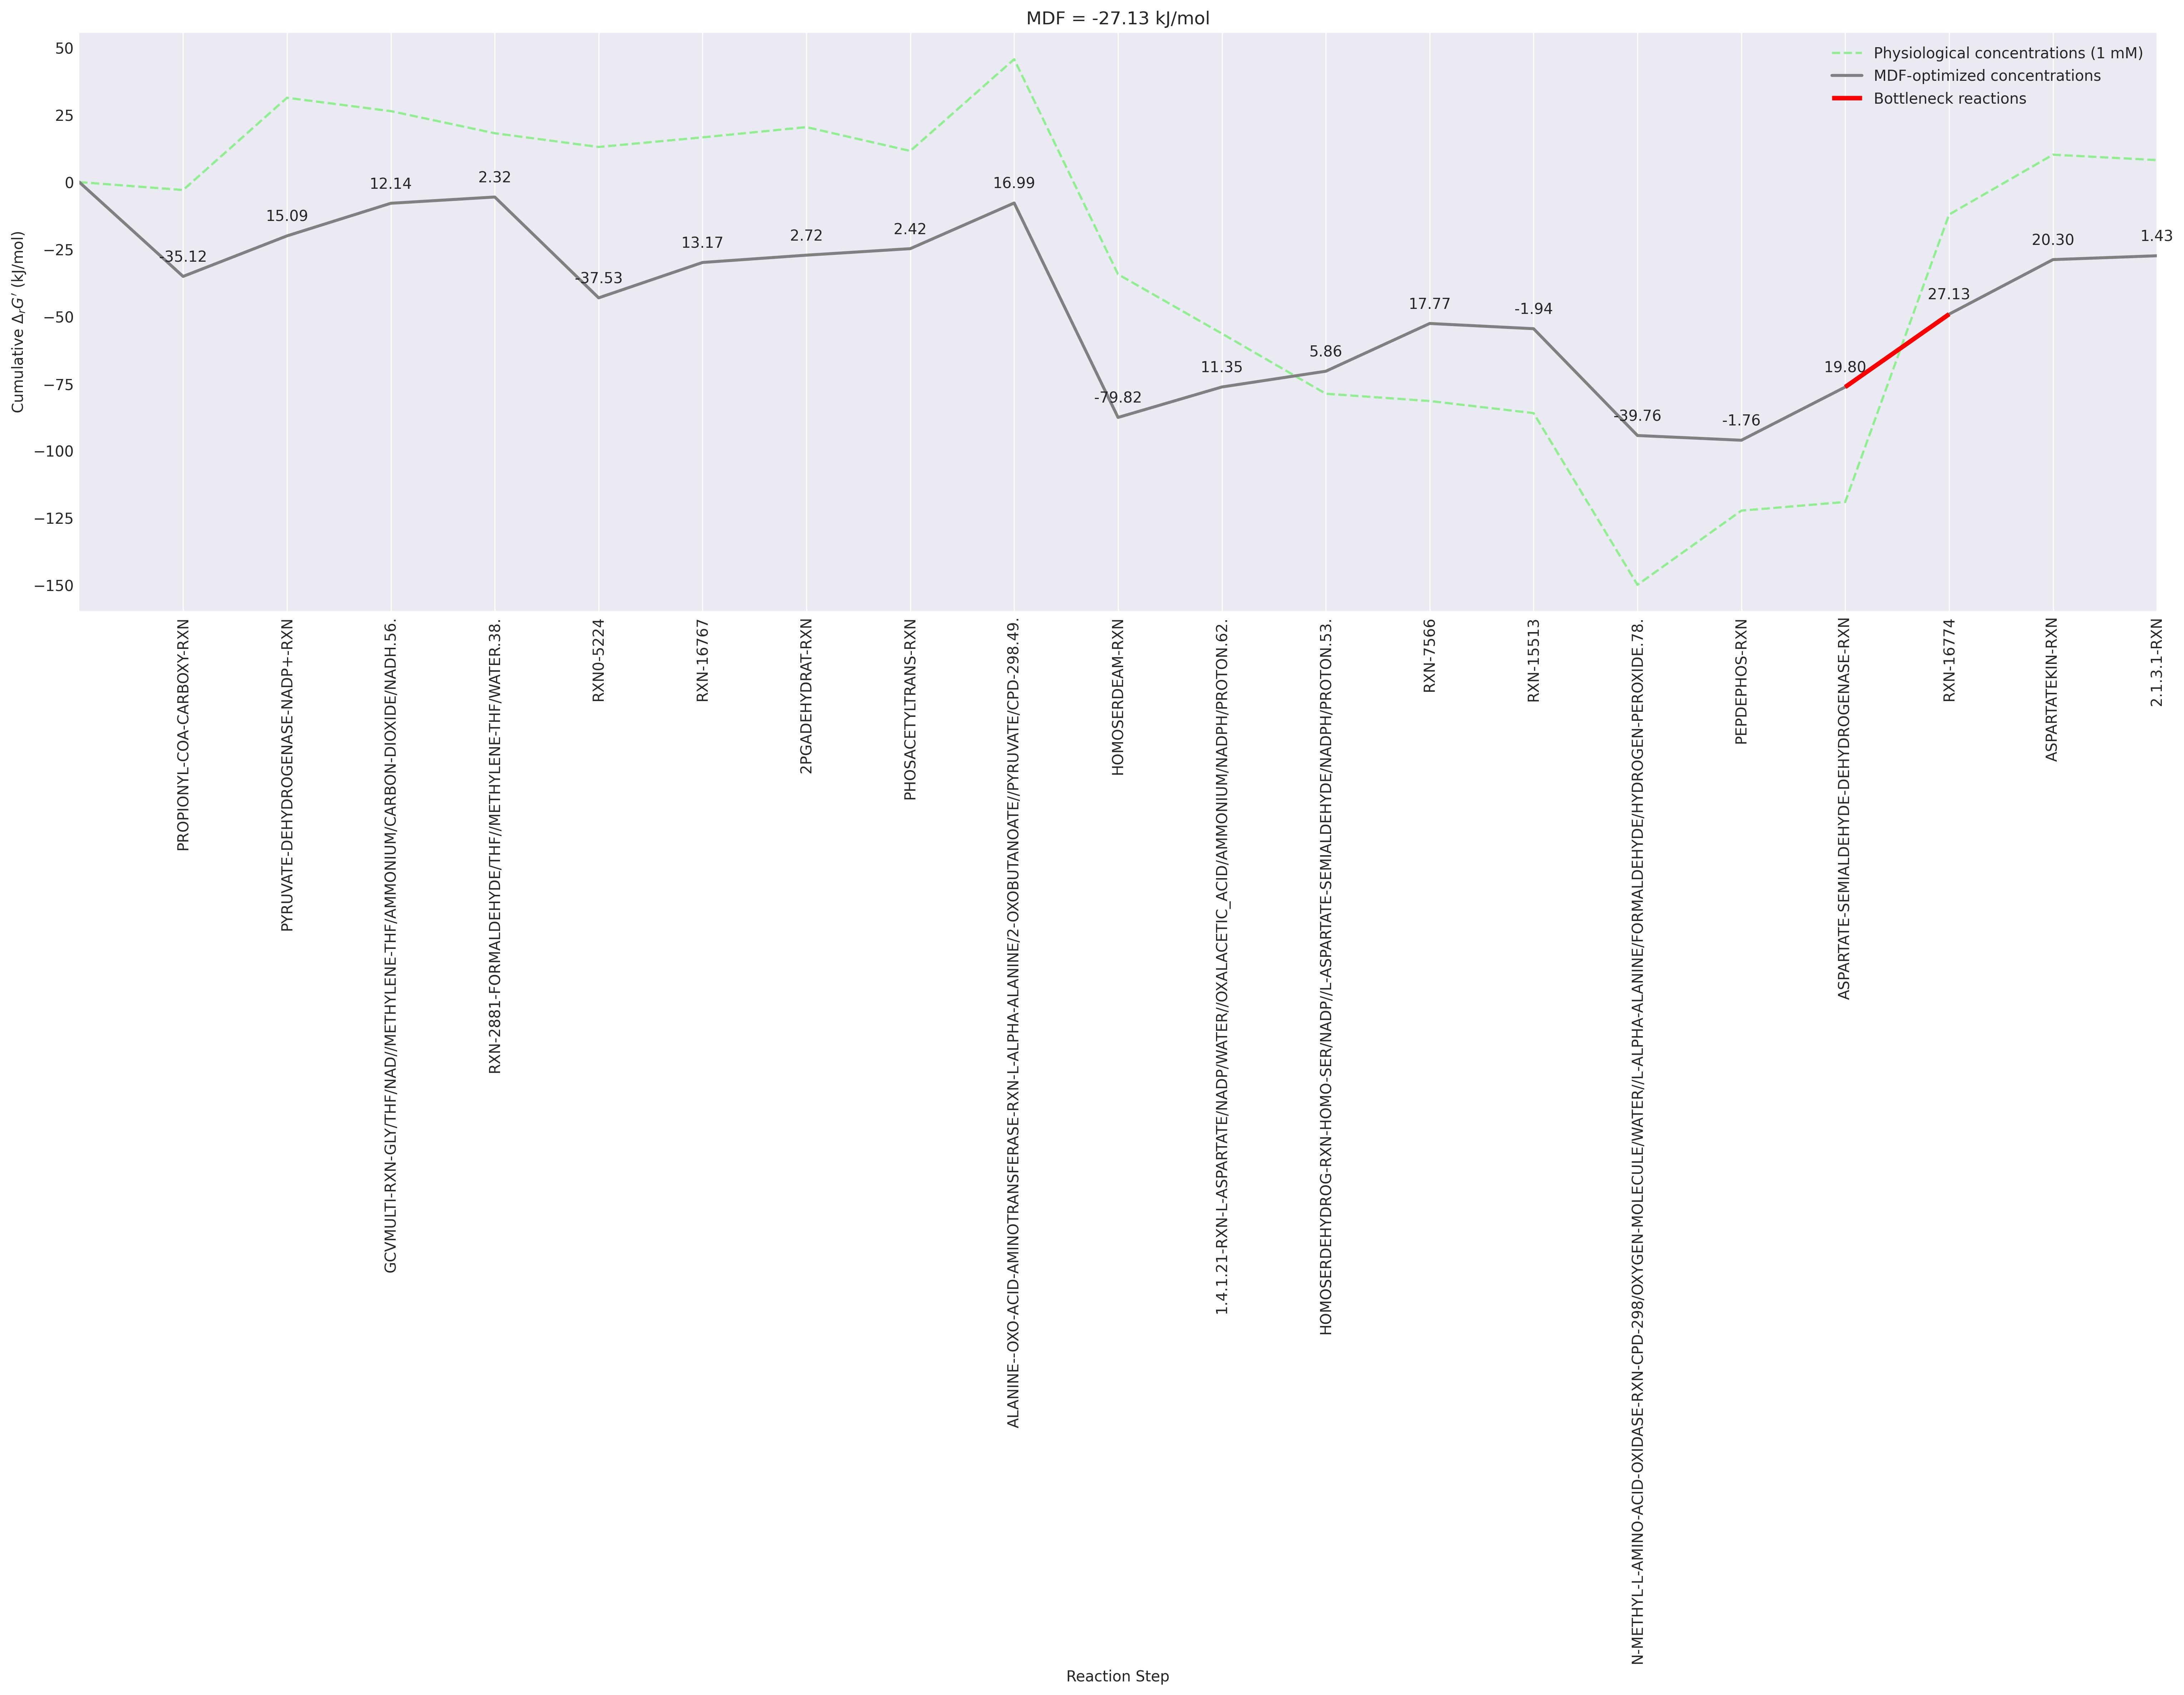 MDF = -27.13 kJ/mol
Physiological concentrations (1 mM)
MDF-optimized concentrations
Bottleneck reactions
Cumulative ΔrG′ (kJ/mol)
50
25
0
−25
−50
−75
−100
−125
−150
-35.12
15.09
12.14
2.32
-37.53
13.17
2.72
2.42
16.99
-79.82
11.35
5.86
17.77
-1.94
-39.76
-1.76
19.80
27.13
20.30
1.43
PROPIONYL-COA-CARBOXY-RXN
PYRUVATE-DEHYDROGENASE-NADP+-RXN
GCVMULTI-RXN-GLY/THF/NAD//METHYLENE-THF/AMMONIUM/CARBON-DIOXIDE/NADH.56.
RXN-2881-FORMALDEHYDE/THF//METHYLENE-THF/WATER.38.
RXN0-5224
RXN-16767
2PGADEHYDRAT-RXN
PHOSACETYLTRANS-RXN
ALANINE--OXO-ACID-AMINOTRANSFERASE-RXN-L-ALPHA-ALANINE/2-OXOBUTANOATE//PYRUVATE/CPD-298.49.
HOMOSERDEAM-RXN
1.4.1.21-RXN-L-ASPARTATE/NADP/WATER//OXALACETIC_ACID/AMMONIUM/NADPH/PROTON.62.
HOMOSERDEHYDROG-RXN-HOMO-SER/NADP//L-ASPARTATE-SEMIALDEHYDE/NADPH/PROTON.53.
RXN-7566
RXN-15513
N-METHYL-L-AMINO-ACID-OXIDASE-RXN-CPD-298/OXYGEN-MOLECULE/WATER//L-ALPHA-ALANINE/FORMALDEHYDE/HYDROGEN-PEROXIDE.78.
PEPDEPHOS-RXN
ASPARTATE-SEMIALDEHYDE-DEHYDROGENASE-RXN
RXN-16774
ASPARTATEKIN-RXN
2.1.3.1-RXN
Reaction Step